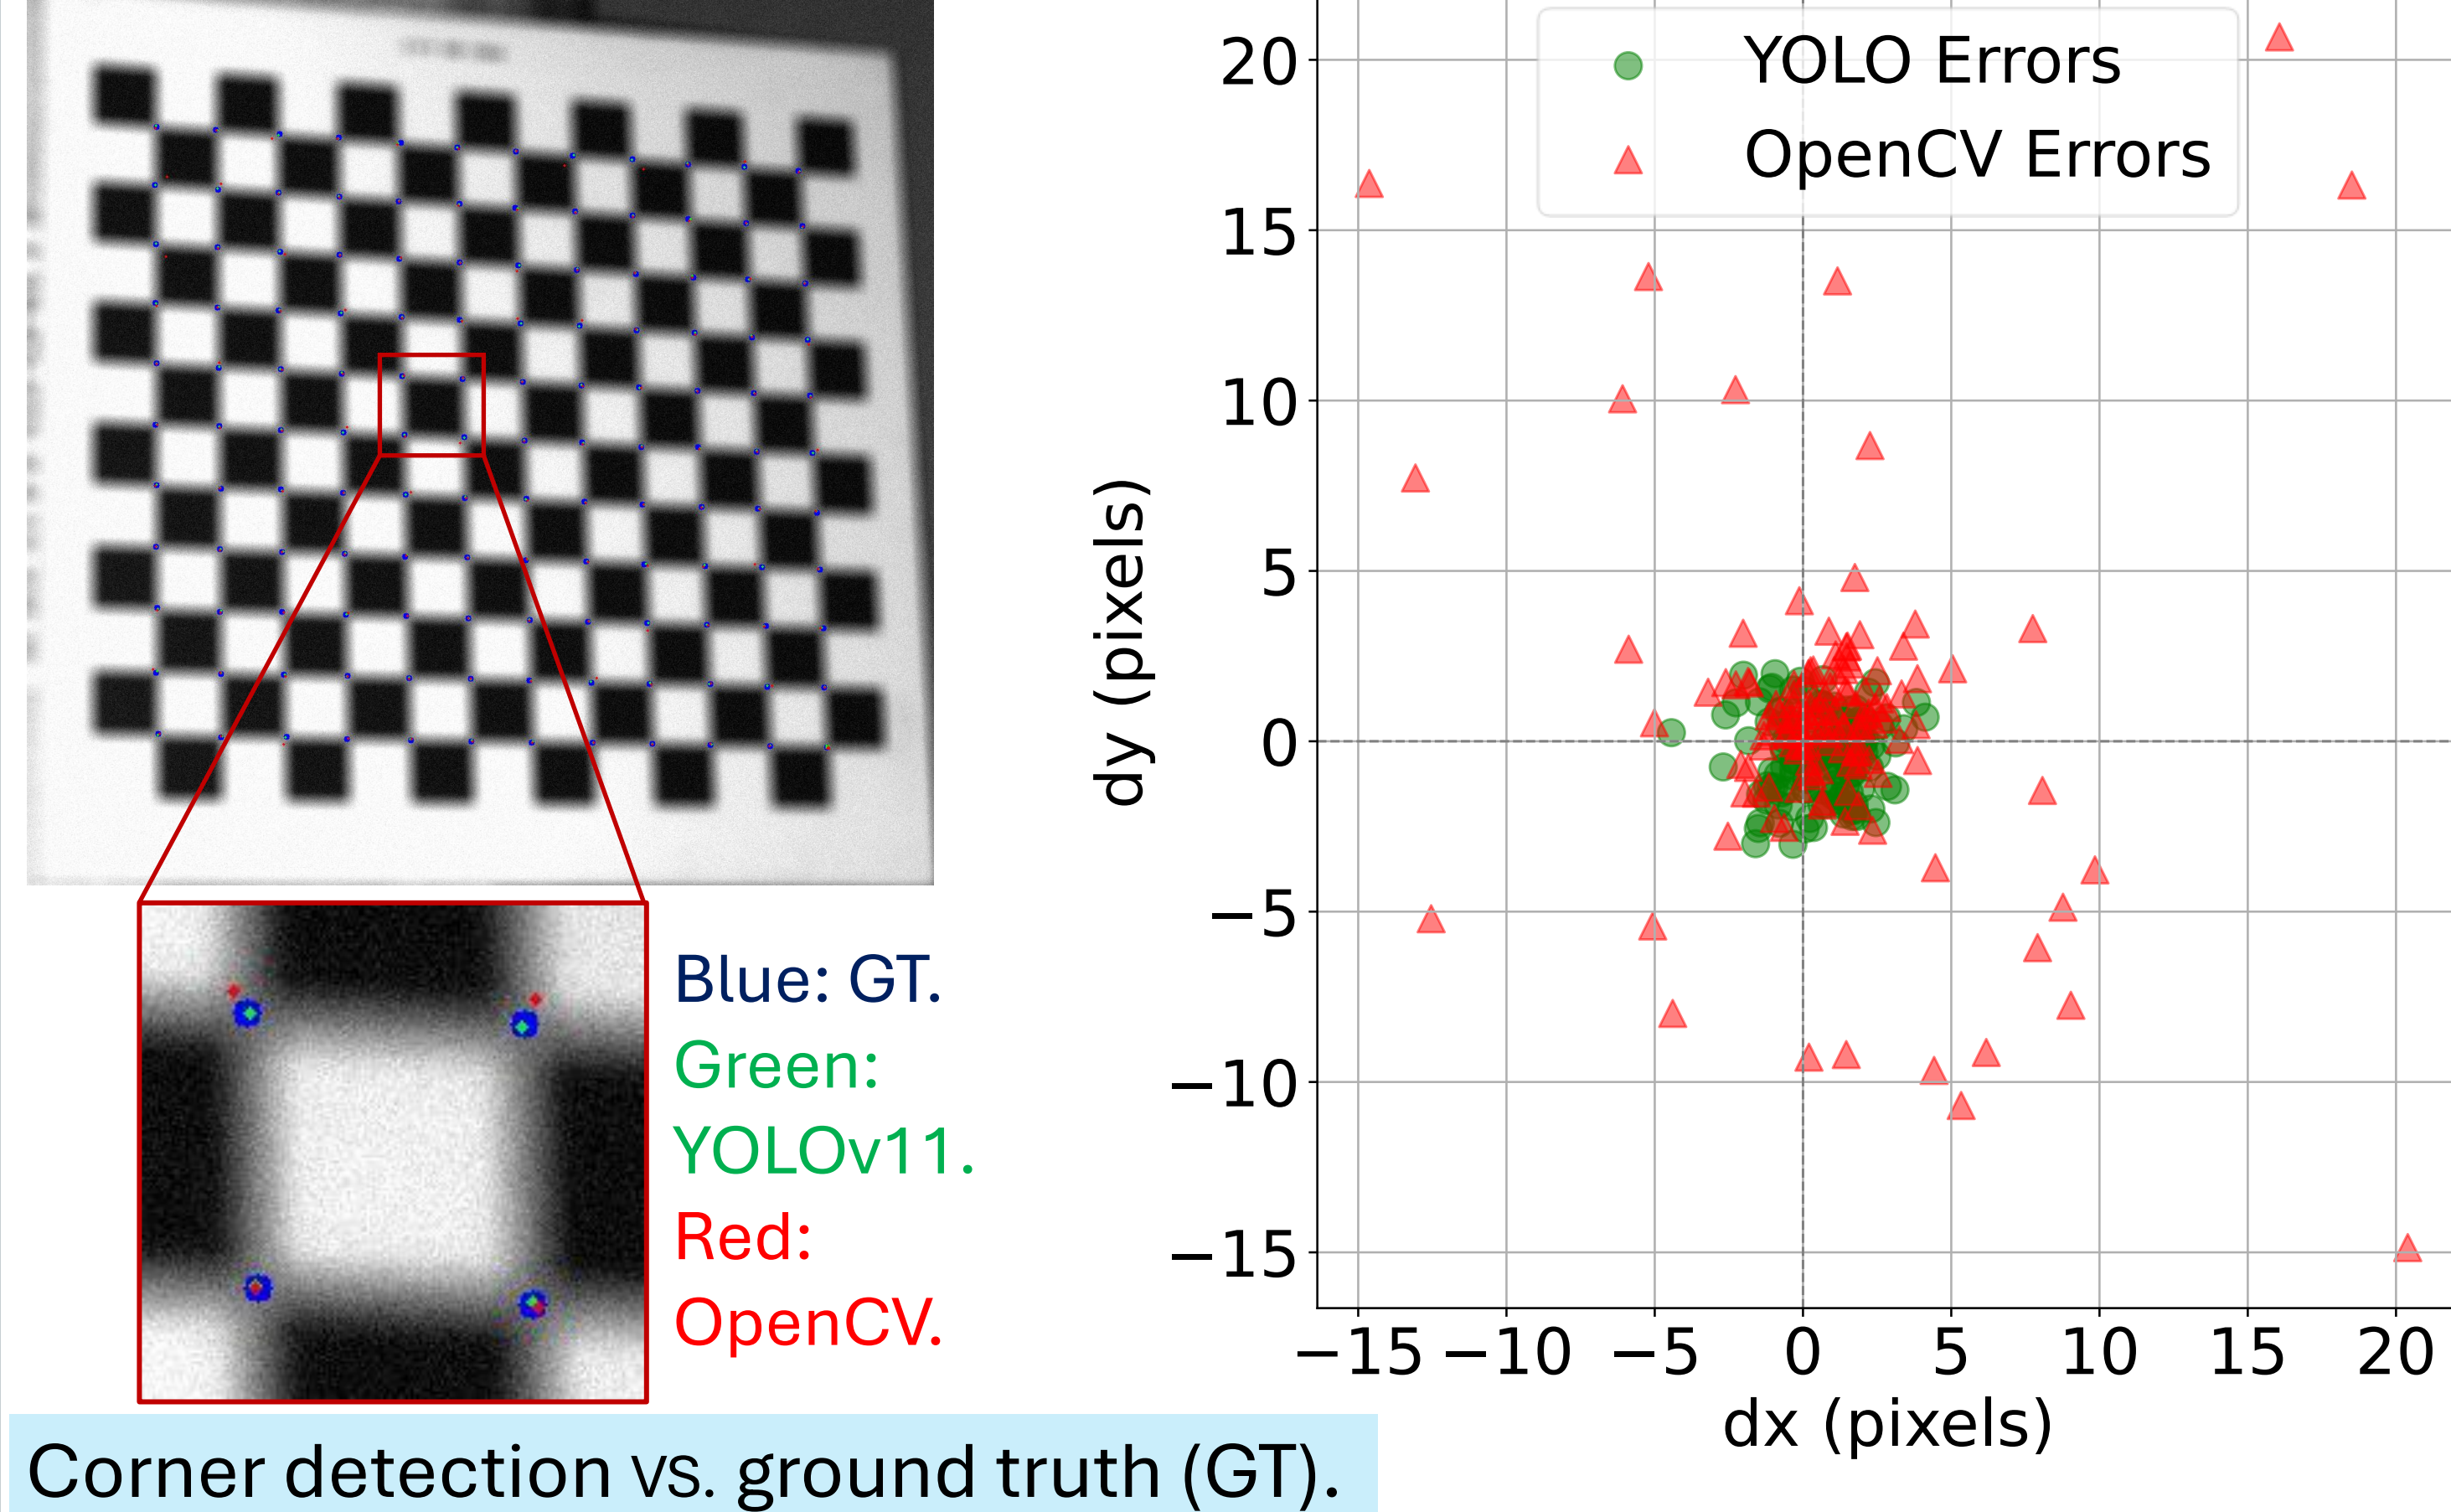 Blue: GT.
Green:
YOLOv11.
Red:
OpenCV.
Corner detection vs. ground truth (GT).
YOLO Errors
OpenCV Errors
dy (pixels)
20
15
10
5
0
−5
−10
−15
−15 −10 −5 0 5 10 15 20
dx (pixels)